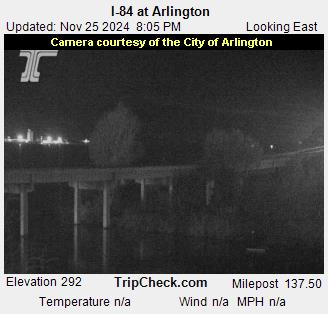 I-84 at Arlington
Updated: Nov 25 2024 8:05 PM Looking East
Camera courtesy of the City of Arlington
Elevation 292 TripCheck.com Milepost 137.50
Temperature n/a Wind n/a MPH n/a